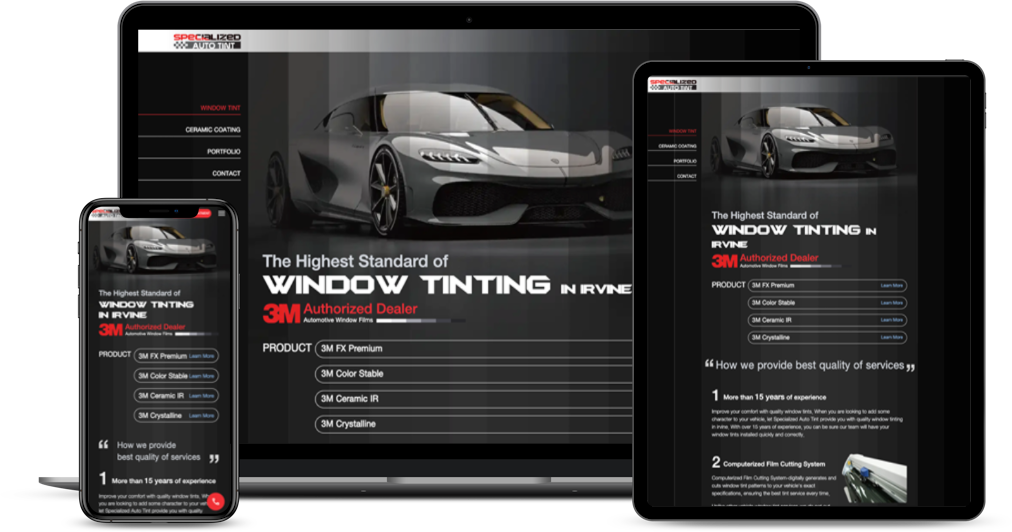 SPECIALIZED
AUTO TINT
WINDOW TINT
CERAMIC COATING
PORTFOLIO
CONTACT
The Highest Standard of
WINDOW TINTING IN IRVINE
3M Authorized Dealer
Automotive Window Films
PRODUCT
3M FX Premium
3M Color Stable
3M Ceramic IR
3M Crystalline
SPECIALIZED
AUTO TINT
WINDOW TINT
CERAMIC COATING
PORTFOLIO
CONTACT
The Highest Standard of
WINDOW TINTING IN
IRVINE
3M Authorized Dealer
Automotive Window Films
PRODUCT
3M FX Premium Learn More
3M Color Stable Learn More
3M Ceramic IR Learn More
3M Crystalline Learn More
“ How we provide best quality of services ”
1 More than 15 years of experience
Improve your comfort with quality window tints, When you are looking to add some
character to your vehicle, let Specialized Auto Tint provide you with quality window tinting
in Irvine. With over 15 years of experience, you can be sure our team will have your
window tints installed quickly and correctly.
2 Computerized Film Cutting System
Computerized Film Cutting System-digitally generates and
cuts window tint patterns to your vehicle's exact
specifications, ensuring the best tint service every time,
SPECIALIZED
The Highest Standard of
WINDOW TINTING
IN IRVINE
3M Authorized Dealer
Automotive Window Films
PRODUCT
3M FX Premium Learn More
3M Color Stable Learn More
3M Ceramic IR Learn More
3M Crystalline Learn More
“ How we provide
best quality of services ”
1 More than 15 years of experience
Improve your comfort with quality window tints, Wh
you are looking to add some character to your veh
let Specialized Auto Tint provide you with quality